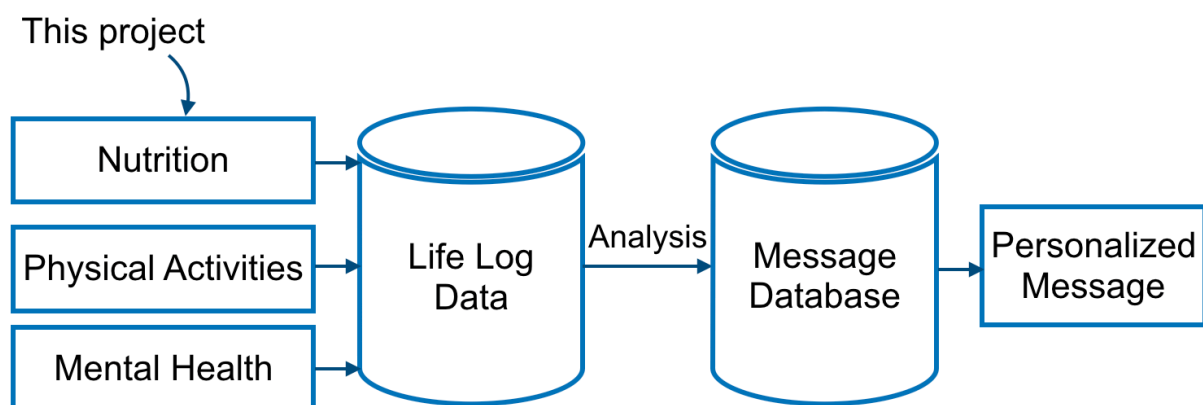 This project
Nutrition
Physical Activities
Mental Health
Life Log
Data
Analysis
Message
Database
Personalized
Message